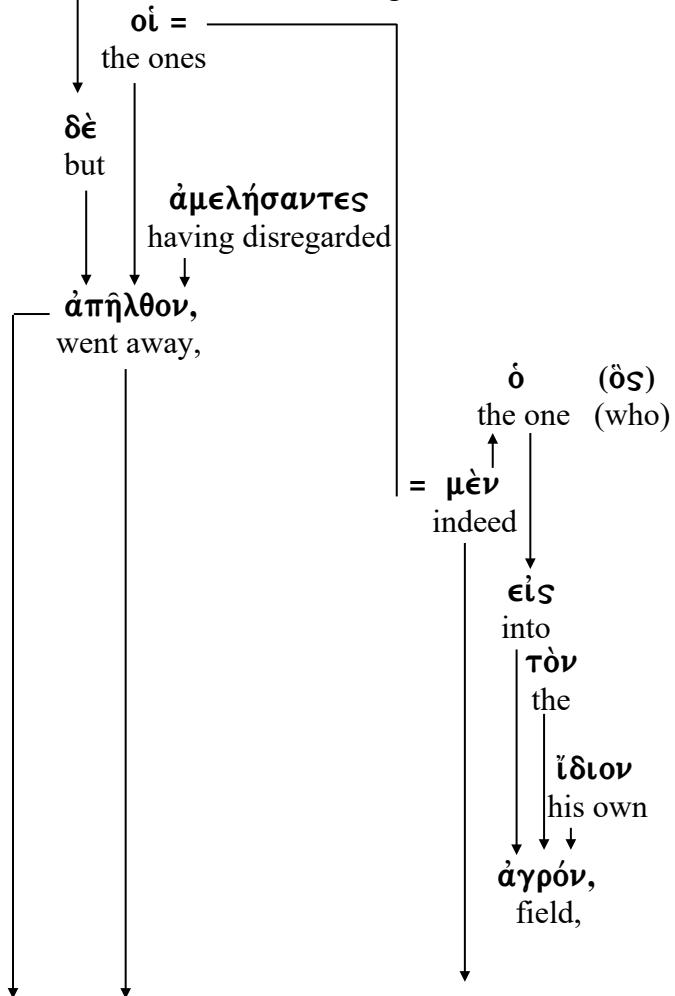 οἱ =
the ones
δὲ
but
ἀμελήσαντες
having disregarded
ἀπῆλθον,
went away,
ὁ (ὃς)
the one (who)
= μὲν
indeed
εἰς
into
τὸν
the
ἴδιον
his own
ἀγρόν,
field,